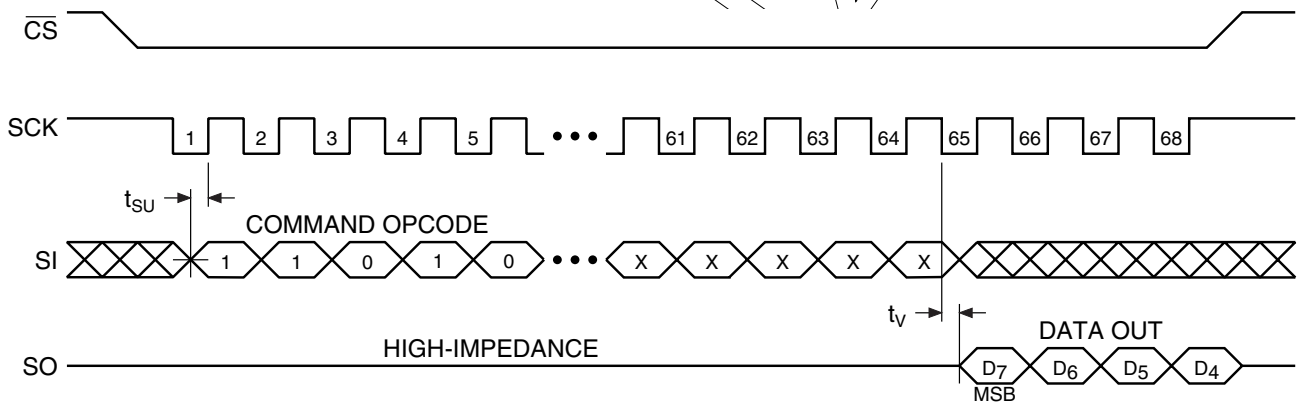 CS
SCK 1 2 3 4 5 ••• 61 62 63 64 65 66 67 68
tSU
COMMAND OPCODE
SI 1 1 0 1 0 ••• X X X X X
tV
DATA OUT
HIGH-IMPEDANCE
SO D7 D6 D5 D4
MSB